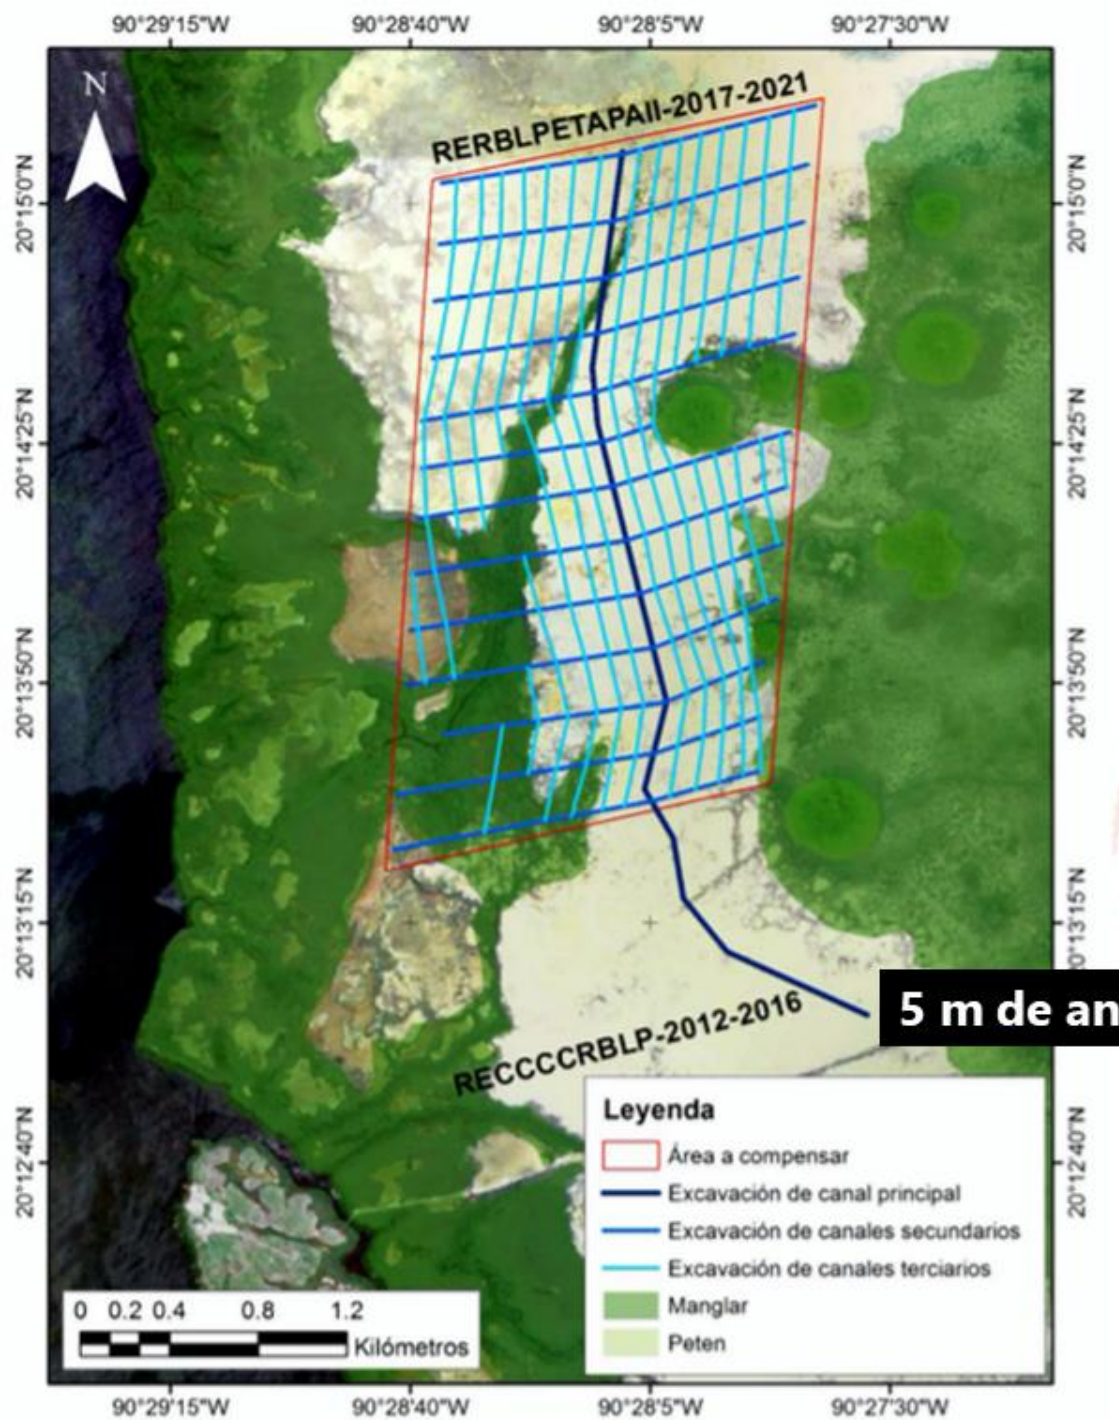 90°29'15"W 90°28'40"W 90°28'5"W 90°27'30"W
N
RERBLPETAPAII-2017-2021
20°15'0"N 20°15'0"N
20°14'25"N 20°14'25"N
20°13'50"N 20°13'50"N
20°13'15"N 20°13'15"N
5 m de an
RECCCCRBLP-2012-2016
Leyenda
Área a compensar
Excavación de canal principal
Excavación de canales secundarios
Excavación de canales terciarios
Manglar
Peten
20°12'40"N 20°12'40"N
0 0.2 0.4 0.8 1.2
Kilómetros
90°29'15"W 90°28'40"W 90°28'5"W 90°27'30"W